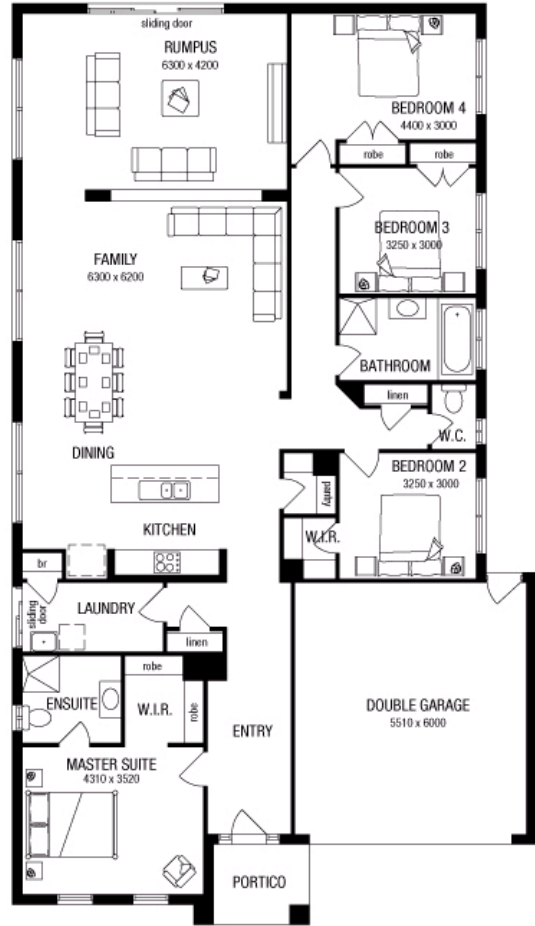 sliding door
RUMPUS
6300 x 4200
BEDROOM 4
4400 x 3000
robe
robe
BEDROOM 3
3250 x 3000
FAMILY
6300 x 6200
BATHROOM
linen
W.C.
DINING
BEDROOM 2
3250 x 3000
pantry
KITCHEN
W.I.R.
br
sliding
door
LAUNDRY
linen
robe
ENSUITE
W.I.R.
robe
ENTRY
DOUBLE GARAGE
5510 x 6000
MASTER SUITE
4310 x 3520
PORTICO